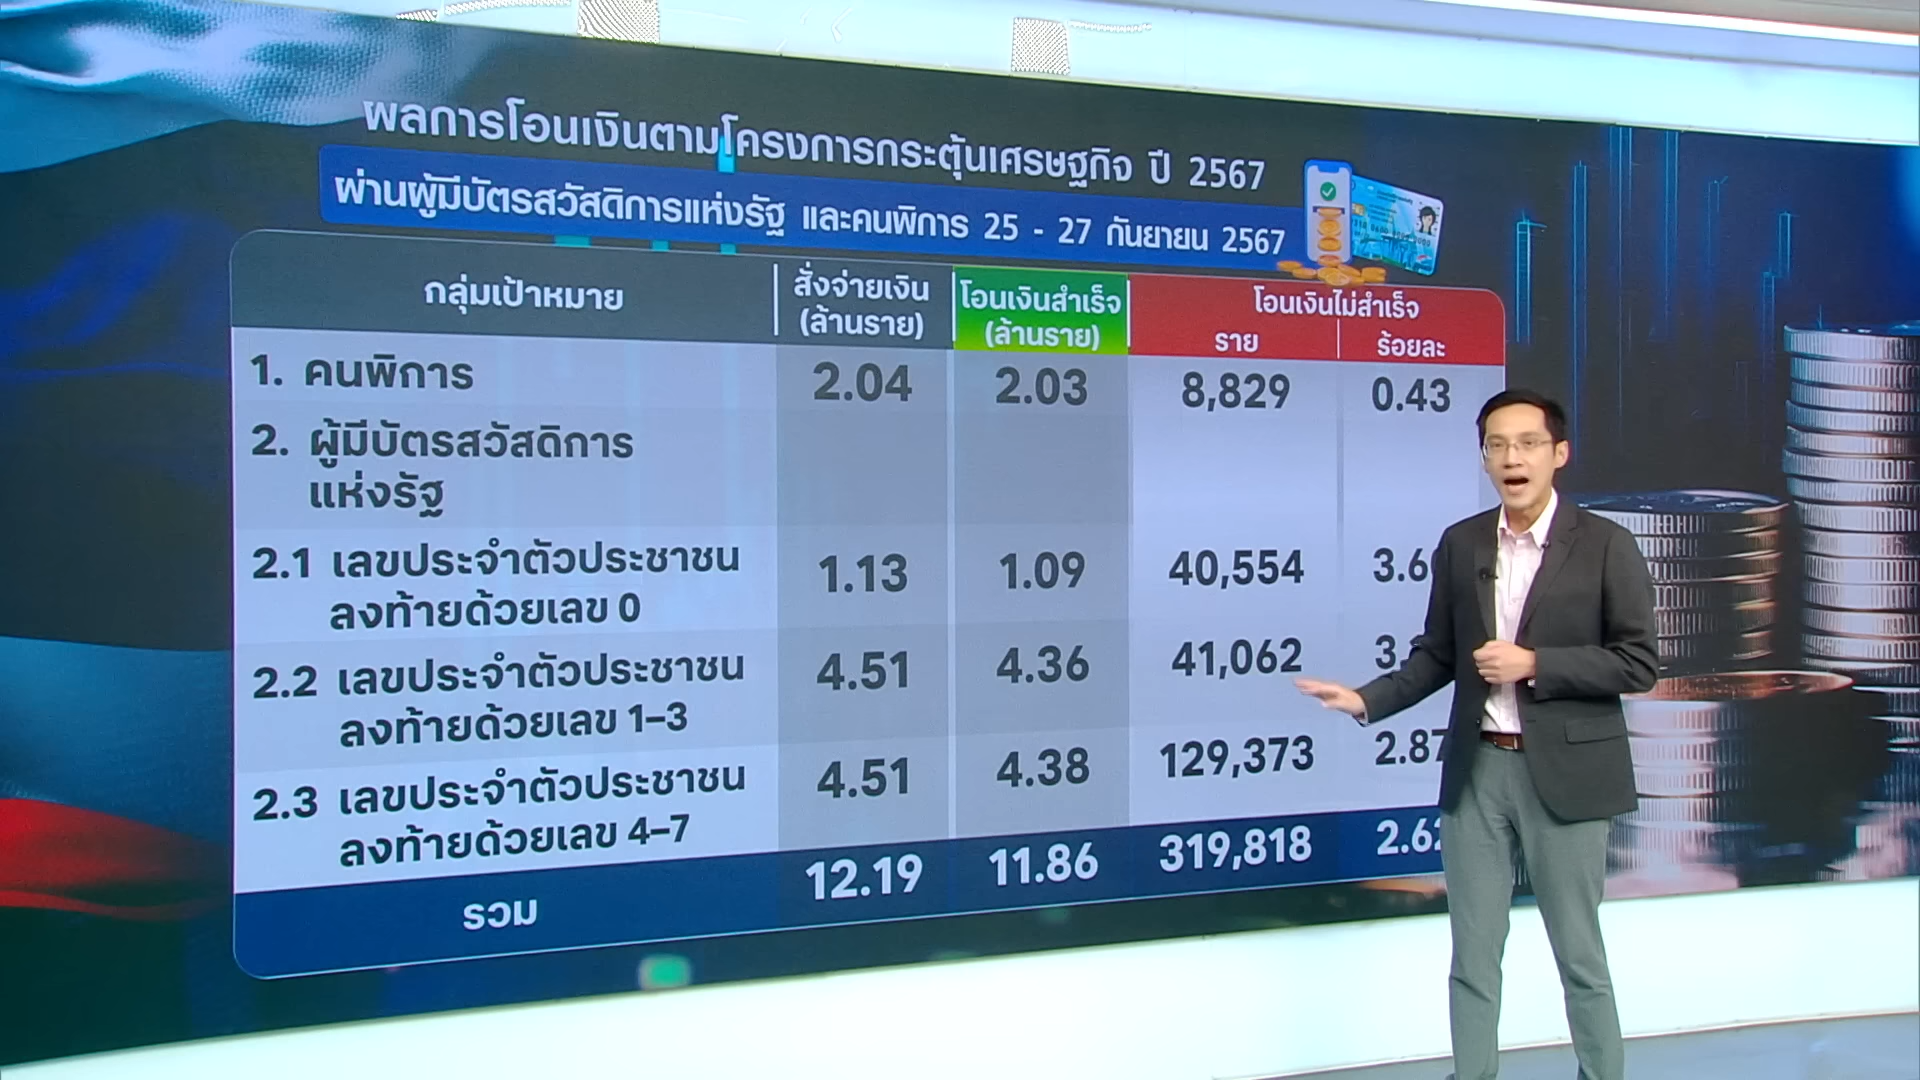 ผลการโอนเงินตามโครงการกระตุ้นเศรษฐกิจ ปี 2567
ผ่านผู้มีบัตรสวัสดิการแห่งรัฐ และคนพิการ 25 - 27 กันยายน 2567
กลุ่มเป้าหมาย
สั่งจ่ายเงิน
(ล้านราย)
โอนเงินสำเร็จ
(ล้านราย)
โอนเงินไม่สำเร็จ
ราย
ร้อยละ
1. คนพิการ 2.04 2.03 8,829 0.43
2. ผู้มีบัตรสวัสดิการ
แห่งรัฐ
2.1 เลขประจำตัวประชาชน
ลงท้ายด้วยเลข 0
1.13 1.09 40,554 3.6
2.2 เลขประจำตัวประชาชน
ลงท้ายด้วยเลข 1–3
4.51 4.36 41,062 3.
2.3 เลขประจำตัวประชาชน
ลงท้ายด้วยเลข 4–7
4.51 4.38 129,373 2.87
รวม 12.19 11.86 319,818 2.62